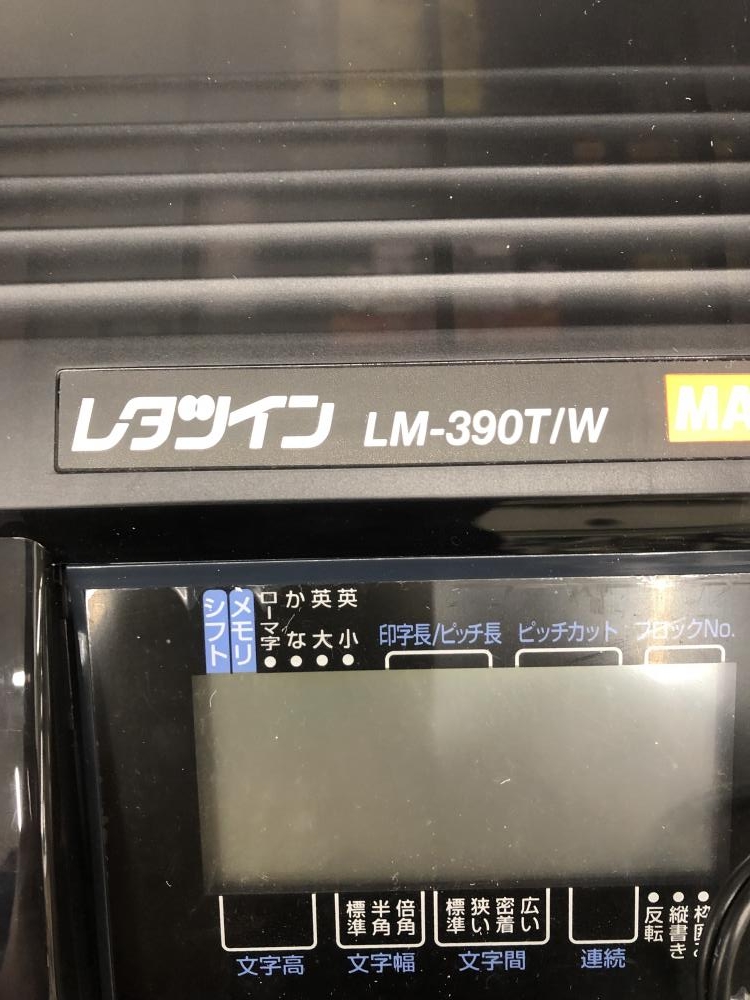 レタツイン LM-390T/W MA
シフト
メモリ
ローマ字
かな
英大
英小
印字長/ピッチ長 ピッチカット ブロックNo.
標準 半角 倍角 標準 狭い 密着 広い 反転 縦書き
文字高 文字幅 文字間 連続